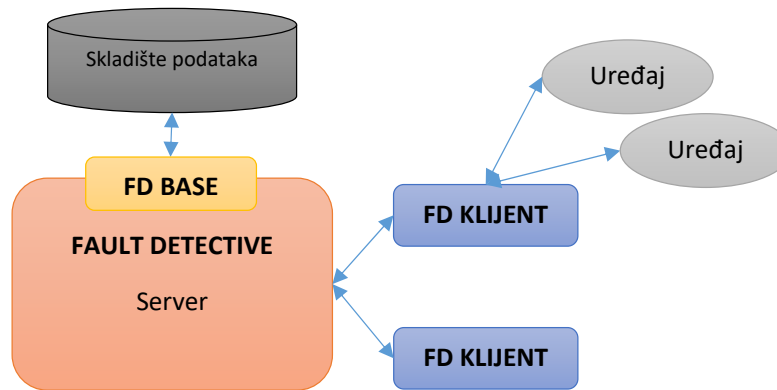 Skladište podataka
Uređaj
Uređaj
FD BASE
FD KLIJENT
FAULT DETECTIVE
Server
FD KLIJENT